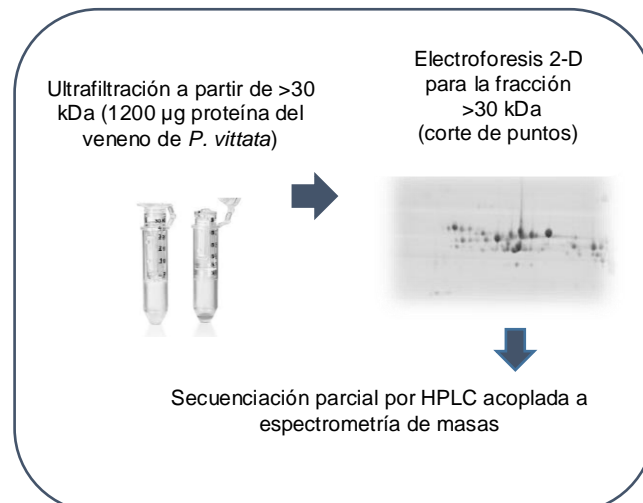 Ultrafiltración a partir de >30
kDa (1200 µg proteína del
veneno de P. vittata)
Electroforesis 2-D
para la fracción
>30 kDa
(corte de puntos)
Secuenciación parcial por HPLC acoplada a
espectrometría de masas